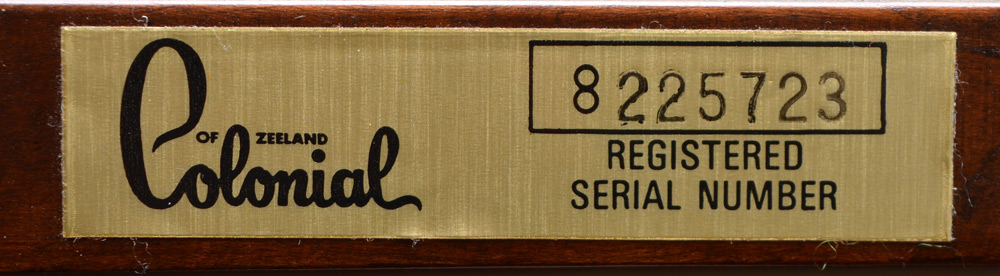 OF ZEELAND
Colonial
8225723
REGISTERED
SERIAL NUMBER